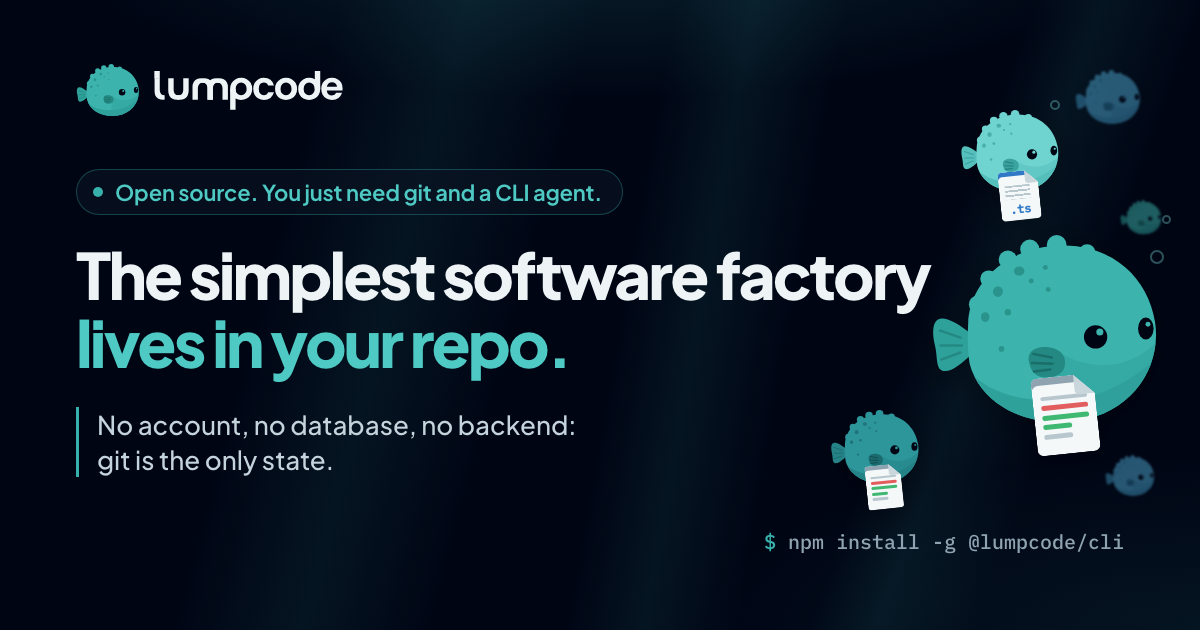 lumpcode
Open source. You just need git and a CLI agent.
The simplest software factory
lives in your repo.
No account, no database, no backend:
git is the only state.
.ts
$ npm install -g @lumpcode/cli